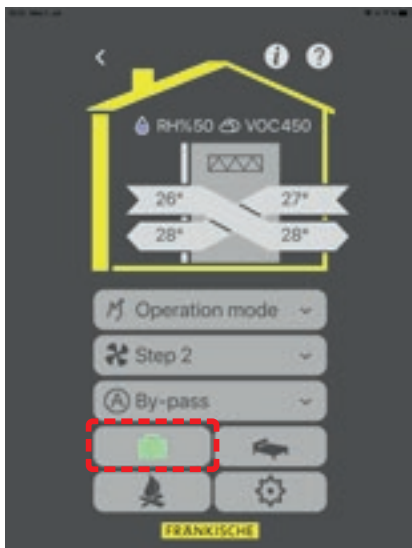 RH%50 VOC450
26° 27°
28° 28°
Operation mode
Step 2
A By-pass
FRÄNKISCHE